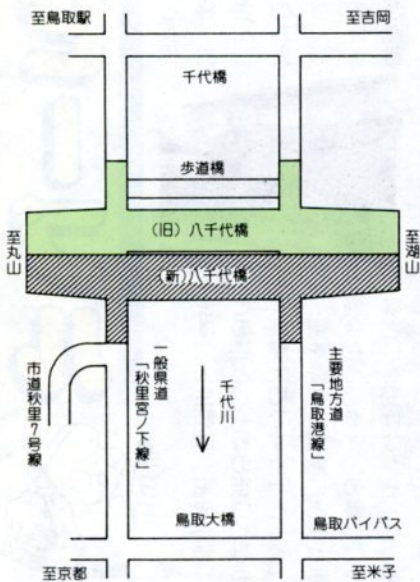 至鳥取駅
至吉岡
千代橋
歩道橋
(旧)八千代橋
至丸山
至湖山
(新)八千代橋
市道秋里7号線
一般県道
「秋里宮ノ下線」
千代川
主要地方道
「鳥取港線」
鳥取大橋
鳥取バイパス
至京都
至米子